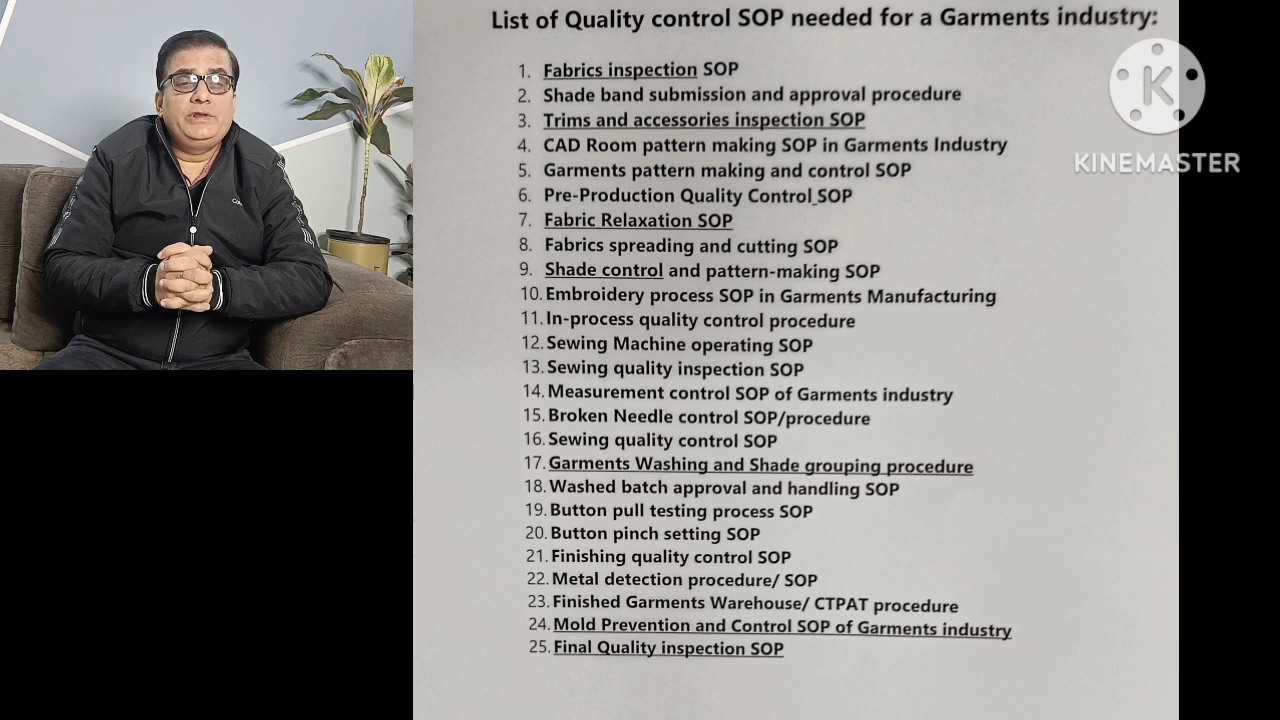 List of Quality control SOP needed for a Garments industry:
1. Fabrics inspection SOP
2. Shade band submission and approval procedure
3. Trims and accessories inspection SOP
4. CAD Room pattern making SOP in Garments Industry
5. Garments pattern making and control SOP
6. Pre-Production Quality Control SOP
7. Fabric Relaxation SOP
8. Fabrics spreading and cutting SOP
9. Shade control and pattern-making SOP
10. Embroidery process SOP in Garments Manufacturing
11. In-process quality control procedure
12. Sewing Machine operating SOP
13. Sewing quality inspection SOP
14. Measurement control SOP of Garments industry
15. Broken Needle control SOP/procedure
16. Sewing quality control SOP
17. Garments Washing and Shade grouping procedure
18. Washed batch approval and handling SOP
19. Button pull testing process SOP
20. Button pinch setting SOP
21. Finishing quality control SOP
22. Metal detection procedure/ SOP
23. Finished Garments Warehouse/ CTPAT procedure
24. Mold Prevention and Control SOP of Garments industry
25. Final Quality inspection SOP
K
KINEMASTER